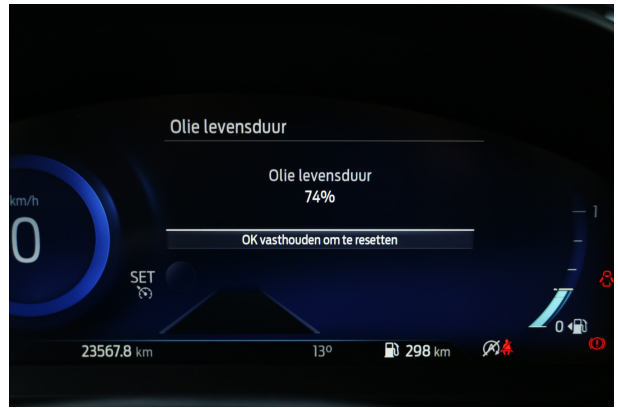 Olie levensduur
Olie levensduur
74%
OK vasthouden om te resetten
km/h
0
SET
1
0
23567.8 km
13°
298 km